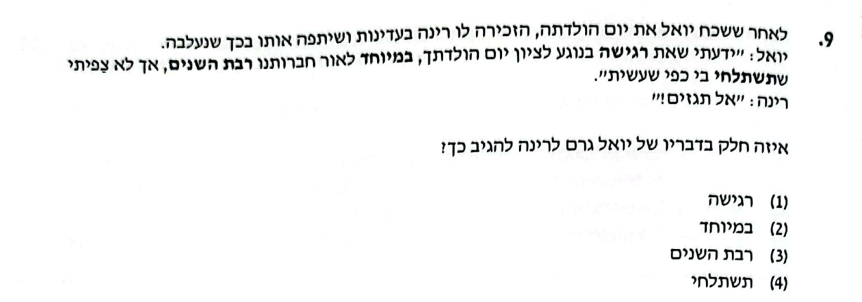 9. לאחר ששכח יואל את יום הולדתה, הזכירה לו רינה בעדינות ושיתפה אותו בכך שנעלבה.
יואל: "ידעתי שאת רגישה בנוגע לציון יום הולדתך, במיוחד לאור חברותנו רבת השנים, אך לא צָפיתי
שתשתלחי בי כפי שעשית".
רינה: "אל תגזים!"
איזה חלק בדבריו של יואל גרם לרינה להגיב כך?
(1) רגישה
(2) במיוחד
(3) רבת השנים
(4) תשתלחי